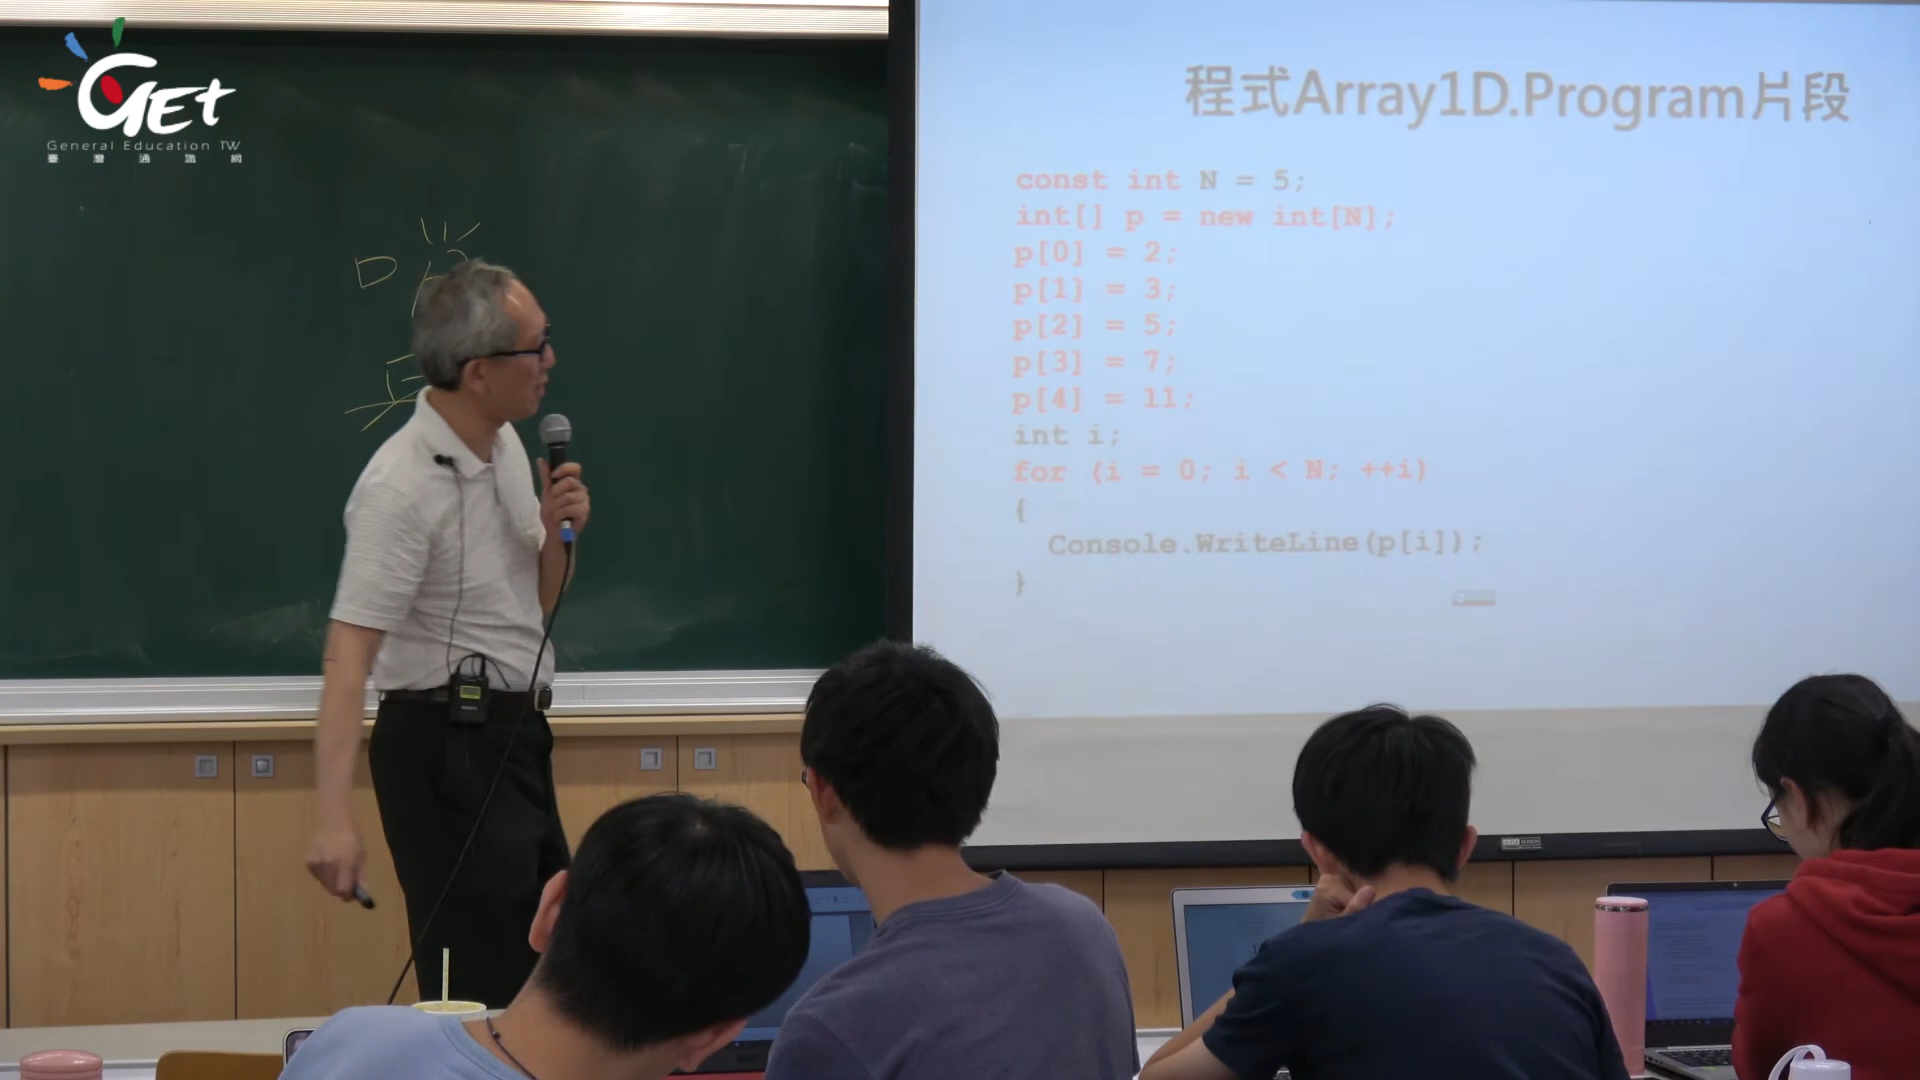 GET
General Education TW
臺灣通識網
D
程式Array1D.Program片段
const int N = 5;
int[] p = new int[N];
p[0] = 2;
p[1] = 3;
p[2] = 5;
p[3] = 7;
p[4] = 11;
int i;
for (i = 0; i < N; ++i)
{
Console.WriteLine(p[i]);
}